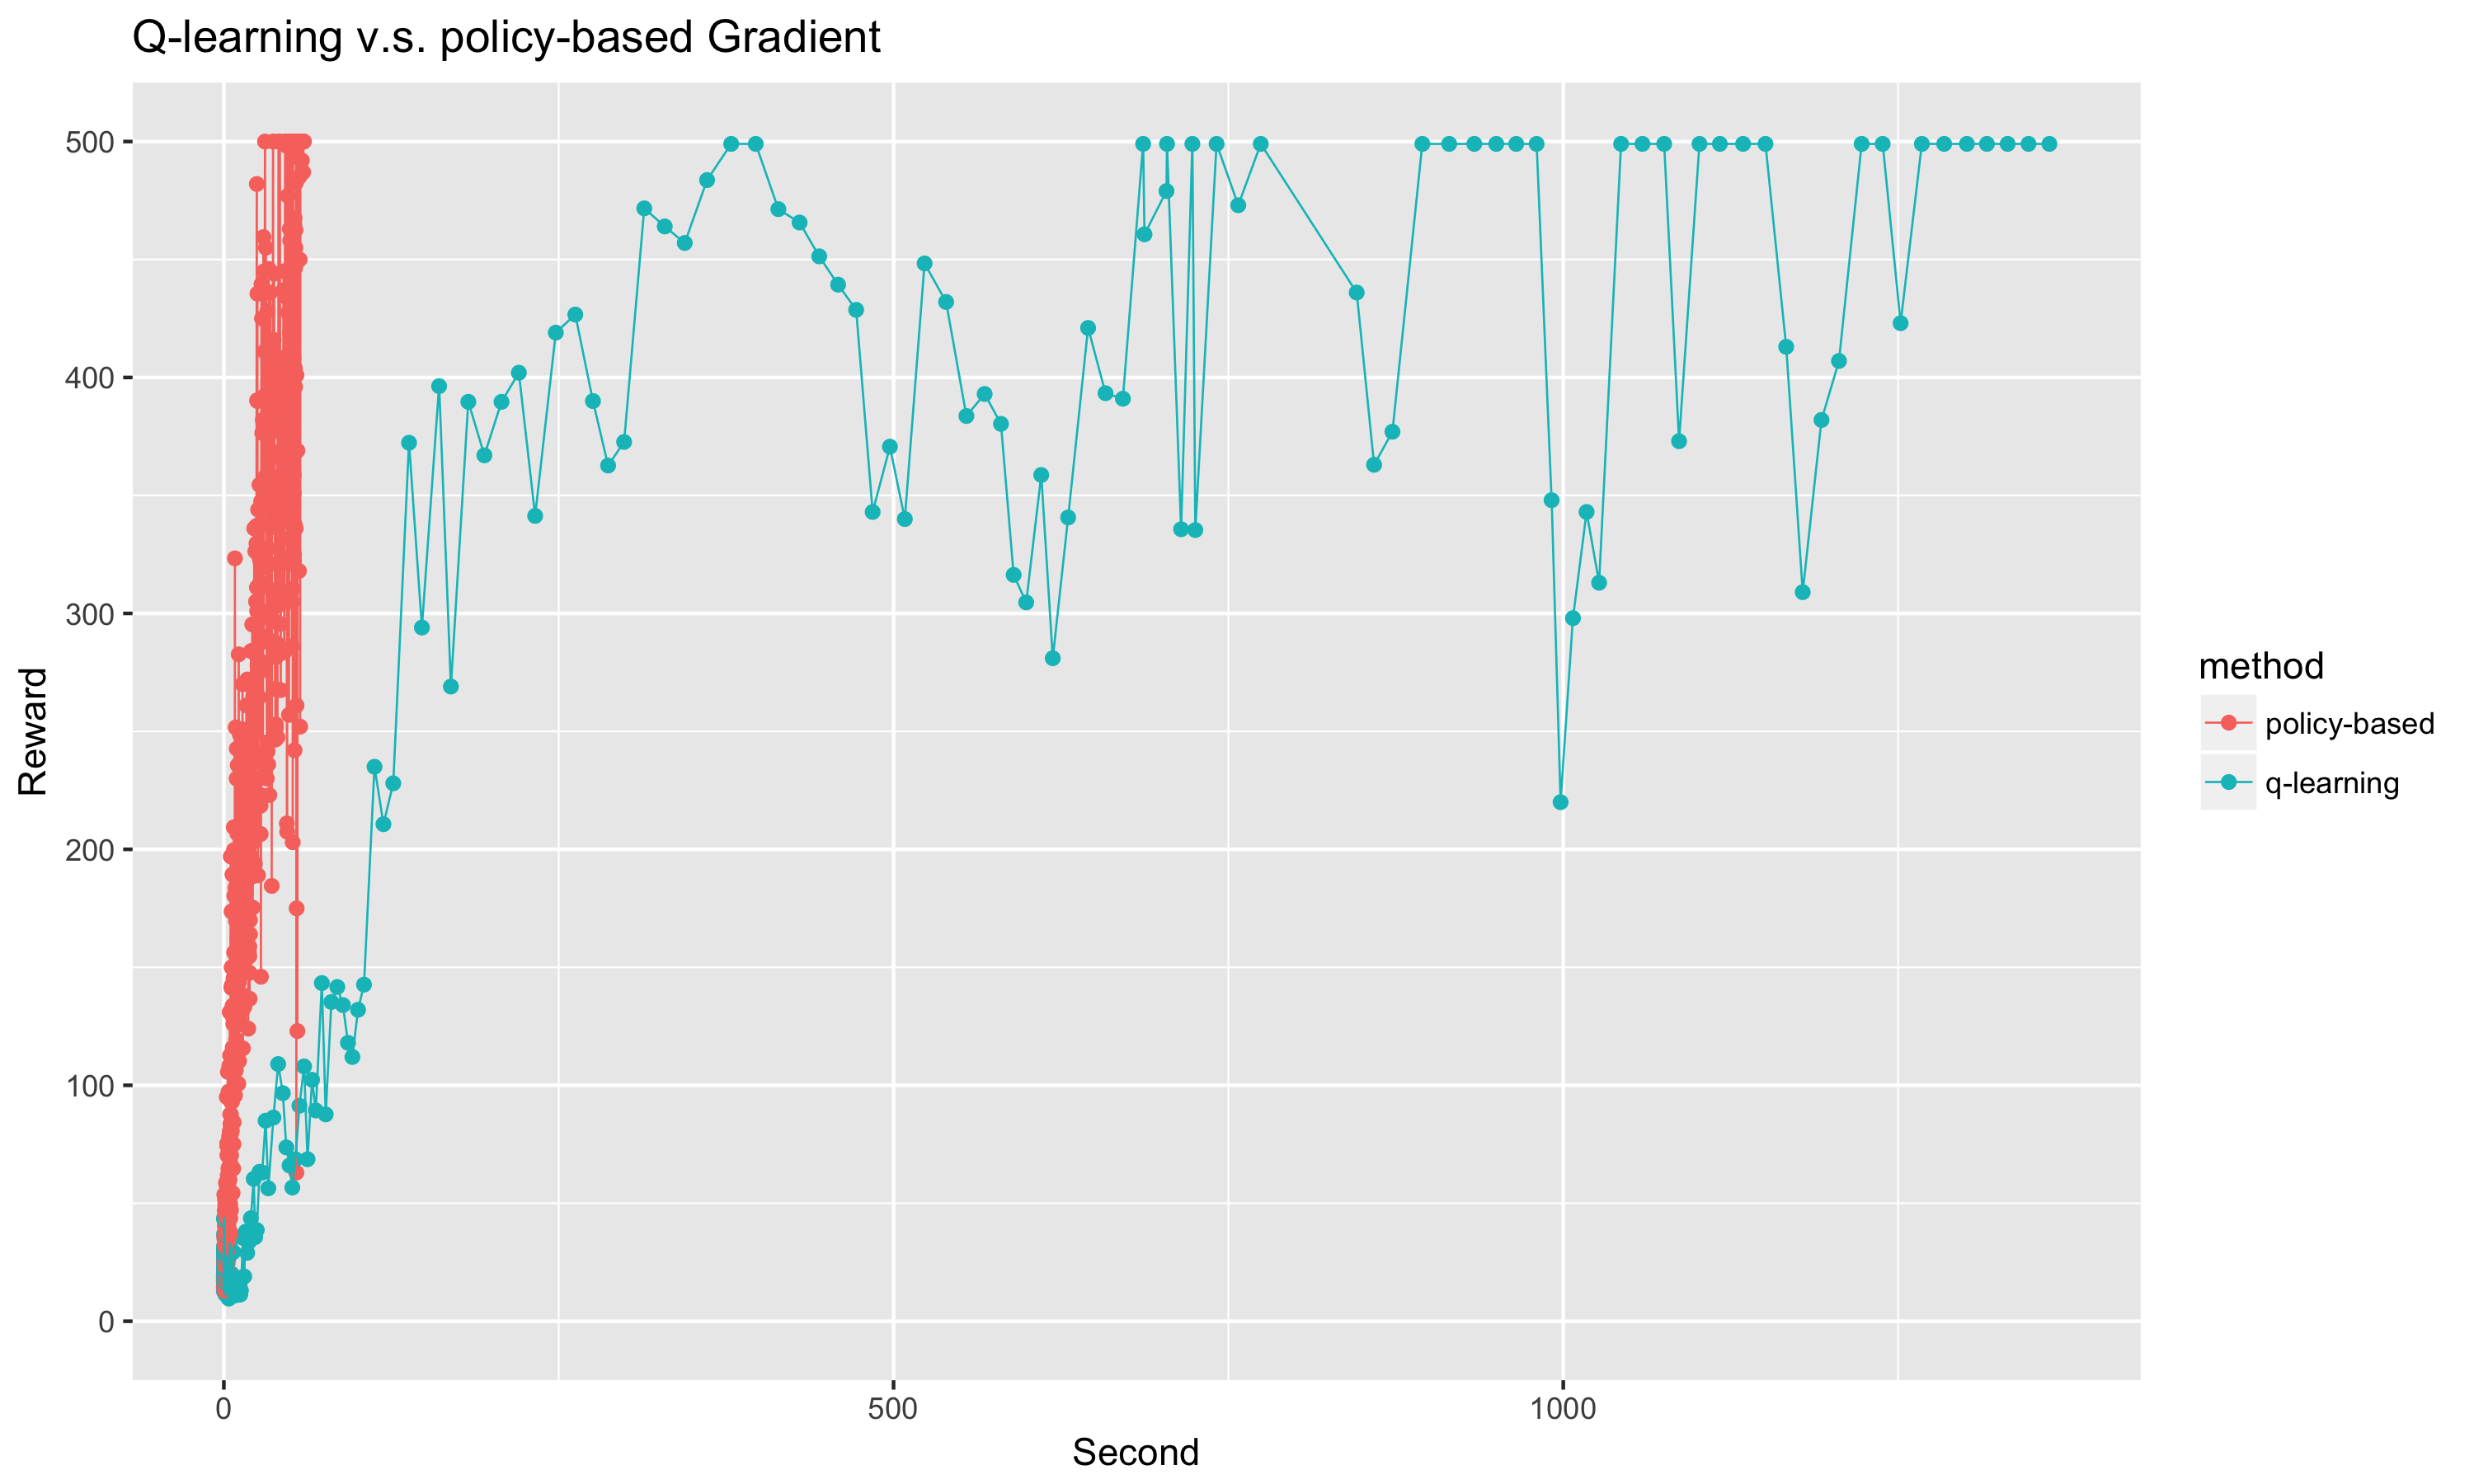 Q-learning v.s. policy-based Gradient
500
400
300
200
100
0
Reward
0
500
1000
Second
method
policy-based
q-learning